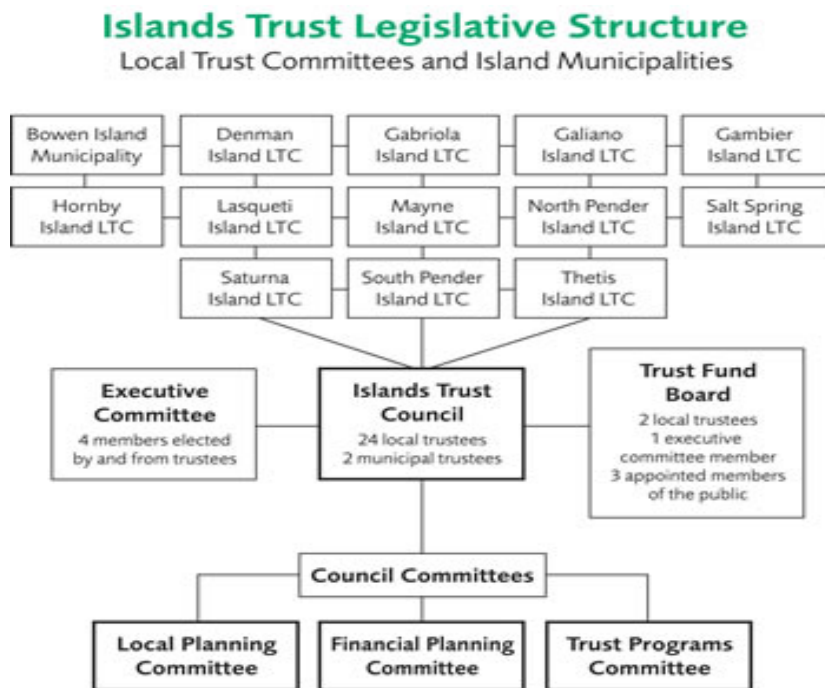 Islands Trust Legislative Structure
Local Trust Committees and Island Municipalities
Bowen Island
Municipality
Denman
Island LTC
Gabriola
Island LTC
Galiano
Island LTC
Gambier
Island LTC
Hornby
Island LTC
Lasqueti
Island LTC
Mayne
Island LTC
North Pender
Island LTC
Salt Spring
Island LTC
Saturna
Island LTC
South Pender
Island LTC
Thetis
Island LTC
Executive
Committee
4 members elected
by and from trustees
Islands Trust
Council
24 local trustees
2 municipal trustees
Trust Fund
Board
2 local trustees
1 executive
committee member
3 appointed members
of the public
Council Committees
Local Planning
Committee
Financial Planning
Committee
Trust Programs
Committee